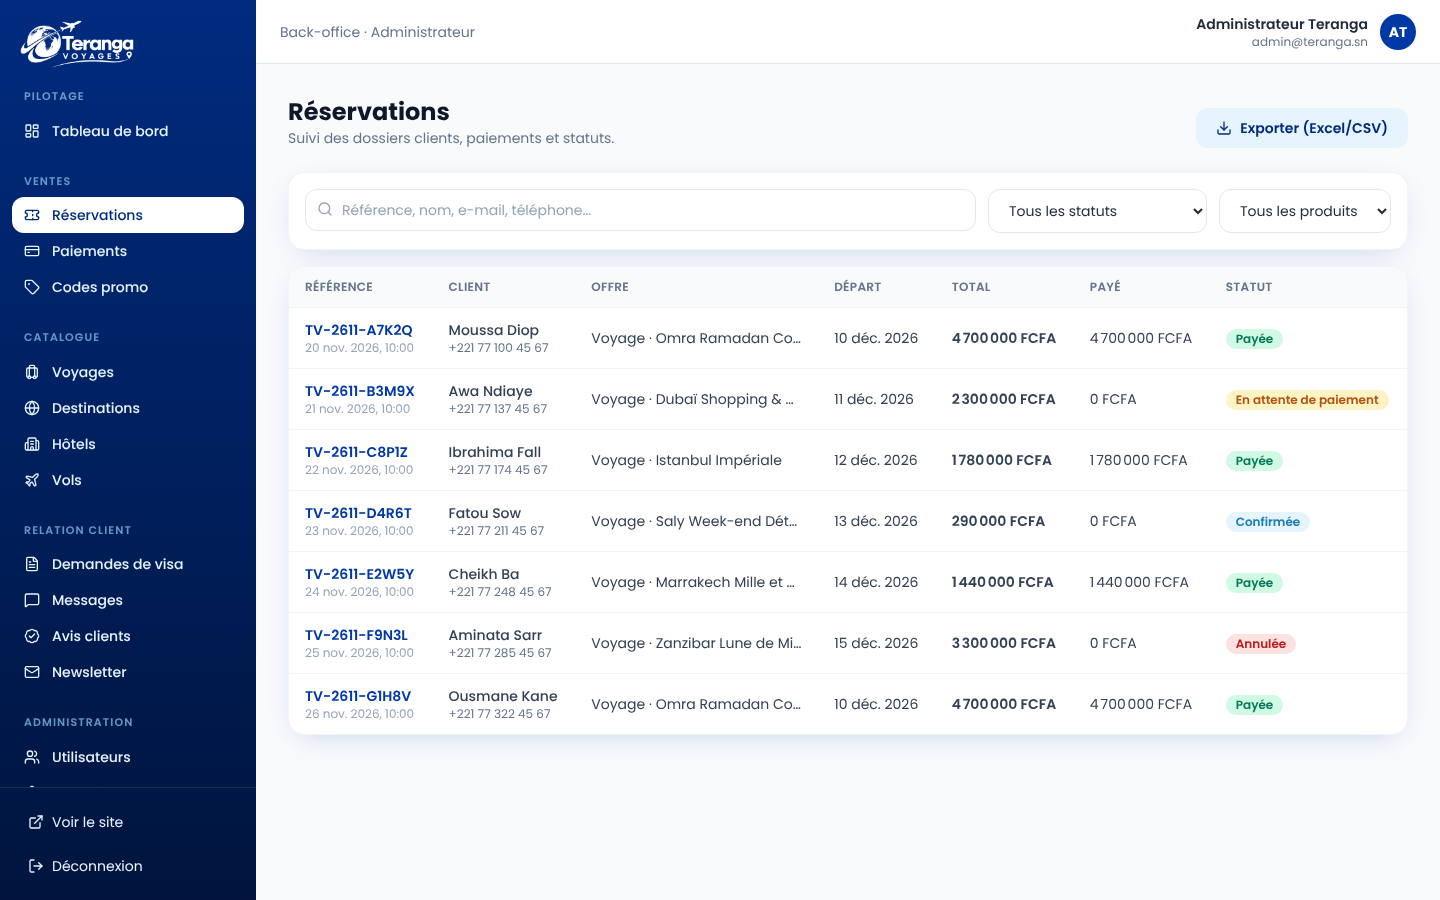 Teranga
VOYAGES
PILOTAGE
Tableau de bord
VENTES
Réservations
Paiements
Codes promo
CATALOGUE
Voyages
Destinations
Hôtels
Vols
RELATION CLIENT
Demandes de visa
Messages
Avis clients
Newsletter
ADMINISTRATION
Utilisateurs
Voir le site
Déconnexion
Back-office · Administrateur
Administrateur Teranga
admin@teranga.sn
AT
Réservations
Suivi des dossiers clients, paiements et statuts.
Exporter (Excel/CSV)
Référence, nom, e-mail, téléphone...
Tous les statuts
Tous les produits
RÉFÉRENCE CLIENT OFFRE DÉPART TOTAL PAYÉ STATUT
TV-2611-A7K2Q Moussa Diop
20 nov. 2026, 10:00 +221 77 100 45 67
Voyage · Omra Ramadan Co... 10 déc. 2026 4 700 000 FCFA 4 700 000 FCFA Payée
TV-2611-B3M9X Awa Ndiaye
21 nov. 2026, 10:00 +221 77 137 45 67
Voyage · Dubaï Shopping & ... 11 déc. 2026 2 300 000 FCFA 0 FCFA En attente de paiement
TV-2611-C8P1Z Ibrahima Fall
22 nov. 2026, 10:00 +221 77 174 45 67
Voyage · Istanbul Impériale 12 déc. 2026 1 780 000 FCFA 1 780 000 FCFA Payée
TV-2611-D4R6T Fatou Sow
23 nov. 2026, 10:00 +221 77 211 45 67
Voyage · Saly Week-end Dét... 13 déc. 2026 290 000 FCFA 0 FCFA Confirmée
TV-2611-E2W5Y Cheikh Ba
24 nov. 2026, 10:00 +221 77 248 45 67
Voyage · Marrakech Mille et ... 14 déc. 2026 1 440 000 FCFA 1 440 000 FCFA Payée
TV-2611-F9N3L Aminata Sarr
25 nov. 2026, 10:00 +221 77 285 45 67
Voyage · Zanzibar Lune de Mi... 15 déc. 2026 3 300 000 FCFA 0 FCFA Annulée
TV-2611-G1H8V Ousmane Kane
26 nov. 2026, 10:00 +221 77 322 45 67
Voyage · Omra Ramadan Co... 10 déc. 2026 4 700 000 FCFA 4 700 000 FCFA Payée